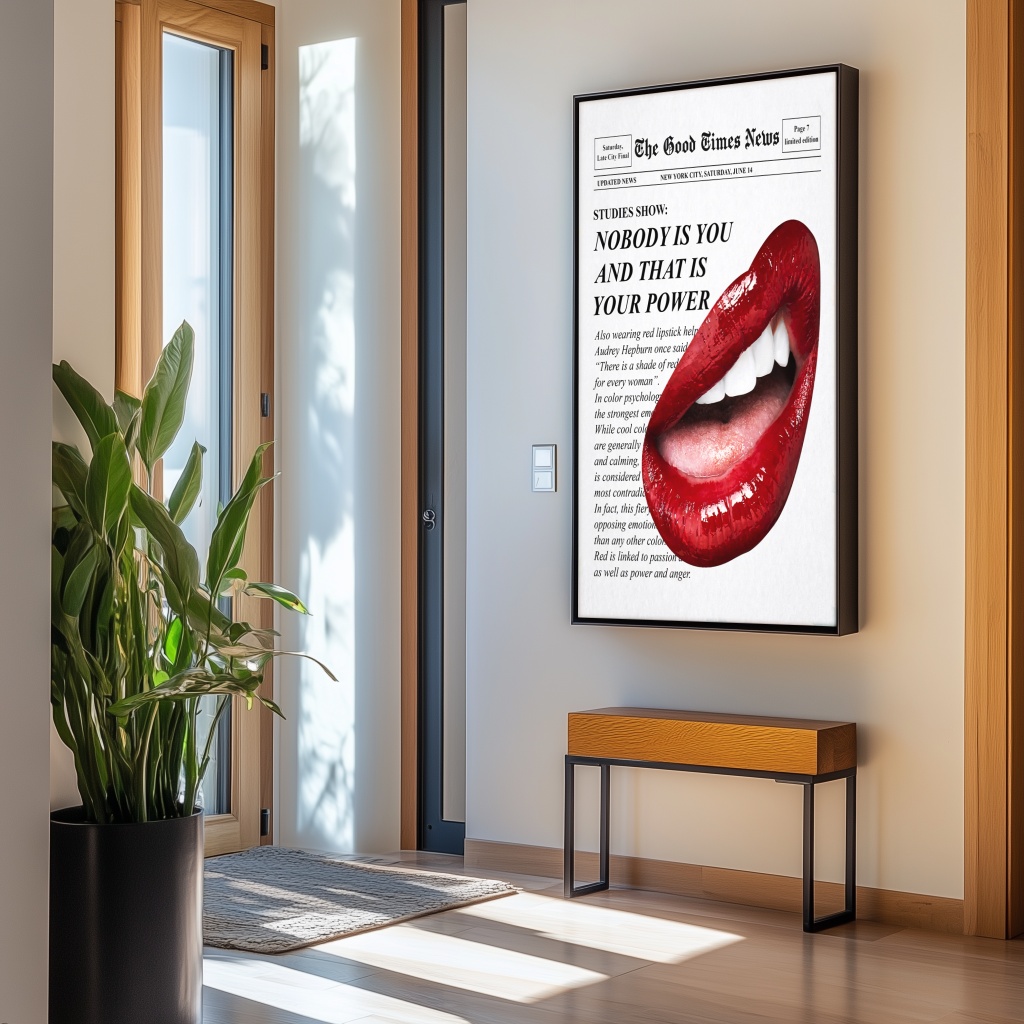 Saturday,
Late City Final
The Good Times News
Page 7
limited edition
UPDATED NEWS
NEW YORK CITY, SATURDAY, JUNE 14
STUDIES SHOW:
NOBODY IS YOU
AND THAT IS
YOUR POWER
Also wearing red lipstick help
Audrey Hepburn once said
“There is a shade of red
for every woman”.
In color psycholog
the strongest em
While cool col
are generally
and calming,
is considered
most contradi
In fact, this fier
opposing emotion
than any other color
Red is linked to passion
as well as power and anger.